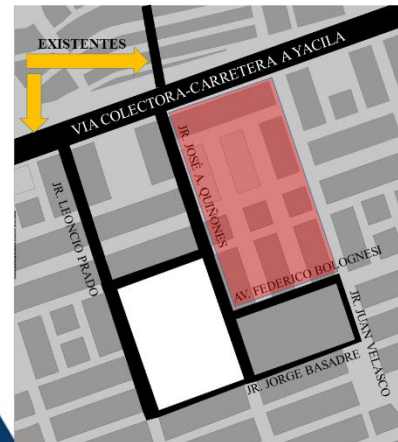 EXISTENTES
VIA COLECTORA-CARRETERA A YACILA
JR. JOSÉ A. QUIÑONES
JR. LEONCIO PRADO
AV. FEDERICO BOLOGNESI
JR. JUAN VELASCO
JR. JORGE BASADRE